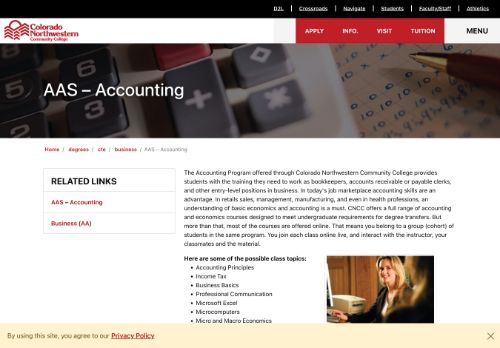 D2L Crossroads Navigate Students Faculty/Staff Athletics
Colorado
Northwestern
Community College
APPLY INFO. VISIT TUITION MENU
AAS – Accounting
Home / degrees / cte / business / AAS – Accounting
RELATED LINKS
AAS – Accounting
Business (AA)
The Accounting Program offered through Colorado Northwestern Community College provides
students with the training they need to work as bookkeepers, accounts receivable or payable clerks,
and other entry-level positions in business. In today's job marketplace accounting skills are an
advantage. In retails sales, management, manufacturing, and even in health professions, an
understanding of basic economics and accounting is a must. CNCC offers a full range of accounting
and economics courses designed to meet undergraduate requirements for degree transfers. But
more than that, most of the courses are offered online. That means you belong to a group (cohort) of
students in the same program. You join each class online live, and interact with the instructor, your
classmates and the material.
Here are some of the possible class topics:
• Accounting Principles
• Income Tax
• Business Basics
• Professional Communication
• Microsoft Excel
• Microcomputers
• Micro and Macro Economics
By using this site, you agree to our Privacy Policy